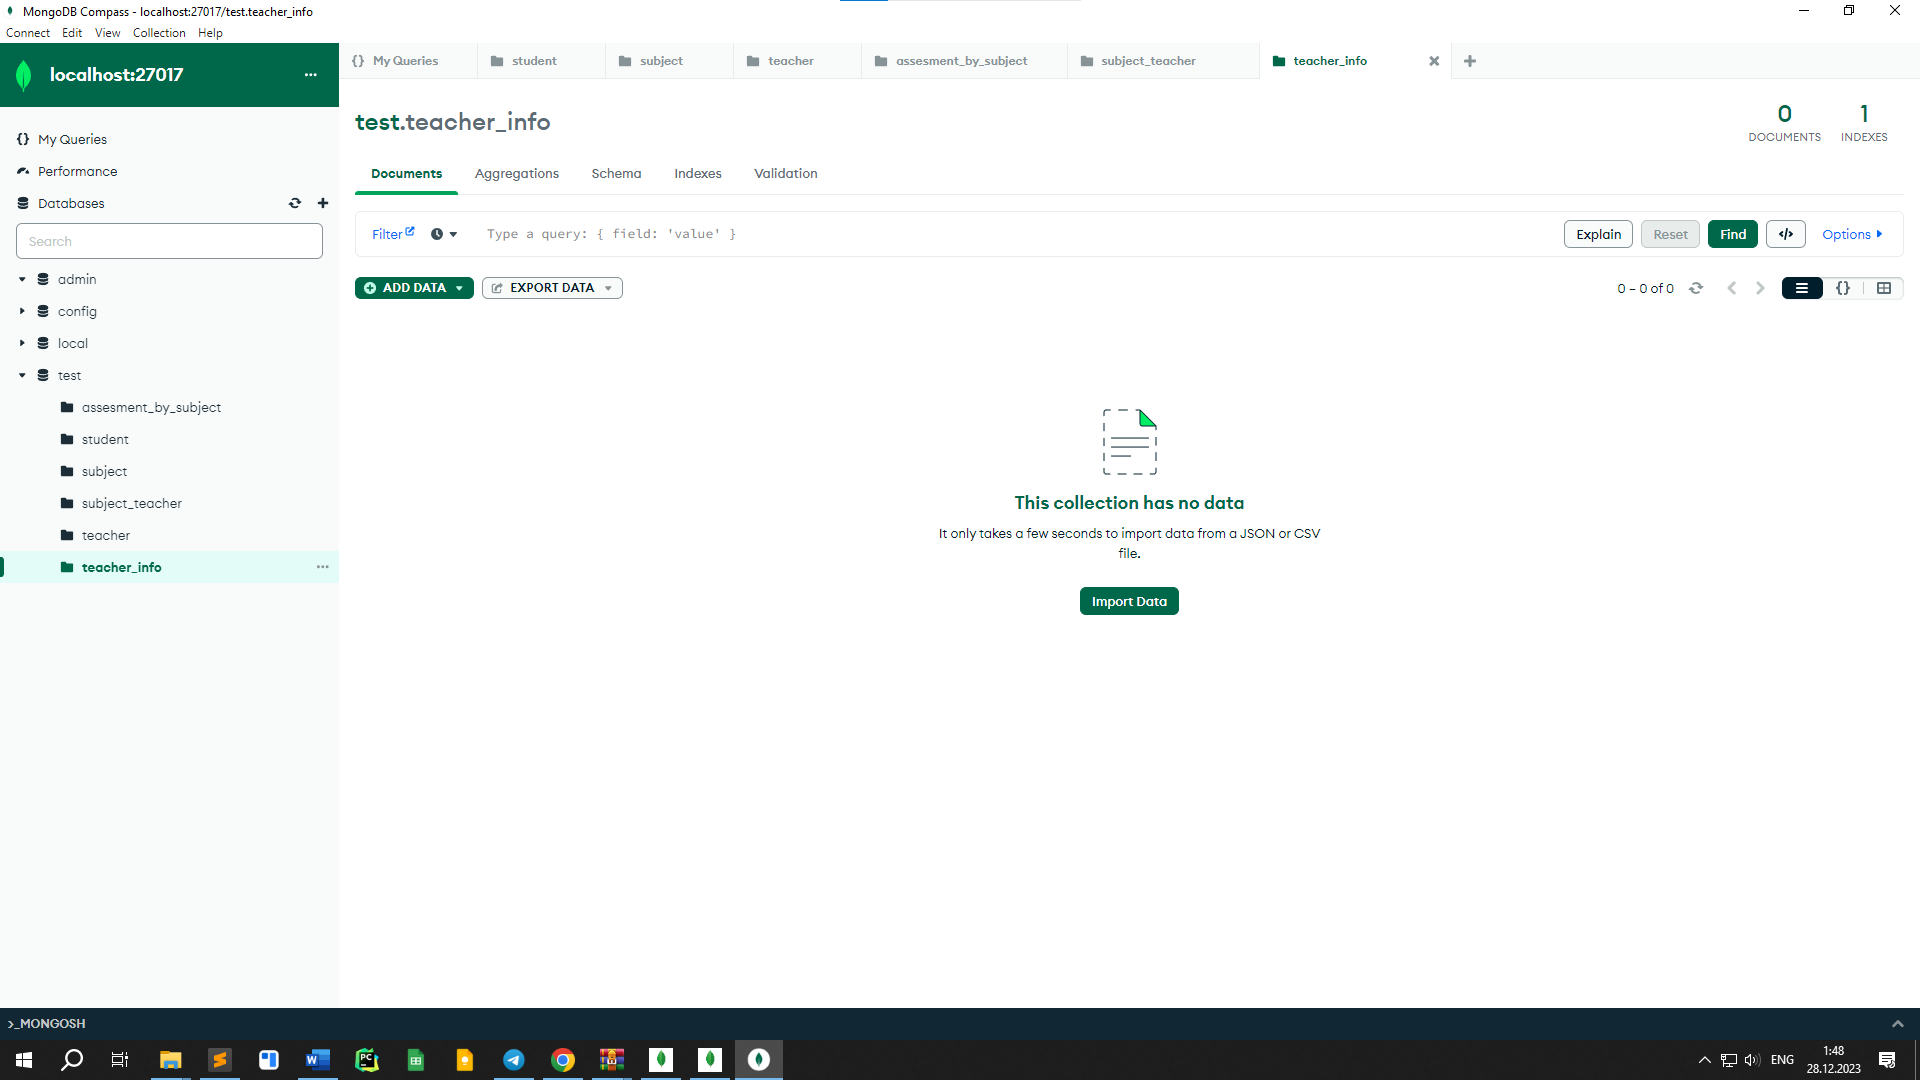 MongoDB Compass - localhost:27017/test.teacher_info
Connect Edit View Collection Help
localhost:27017
My Queries student subject teacher assesment_by_subject subject_teacher teacher_info
test.teacher_info
0 DOCUMENTS
1 INDEXES
My Queries
Performance
Databases
Search
admin
config
local
test
assesment_by_subject
student
subject
subject_teacher
teacher
teacher_info
Documents Aggregations Schema Indexes Validation
Filter Type a query: { field: 'value' } Explain Reset Find </> Options
ADD DATA EXPORT DATA 0 – 0 of 0
This collection has no data
It only takes a few seconds to import data from a JSON or CSV
file.
Import Data
>_MONGOSH
ENG
1:48
28.12.2023